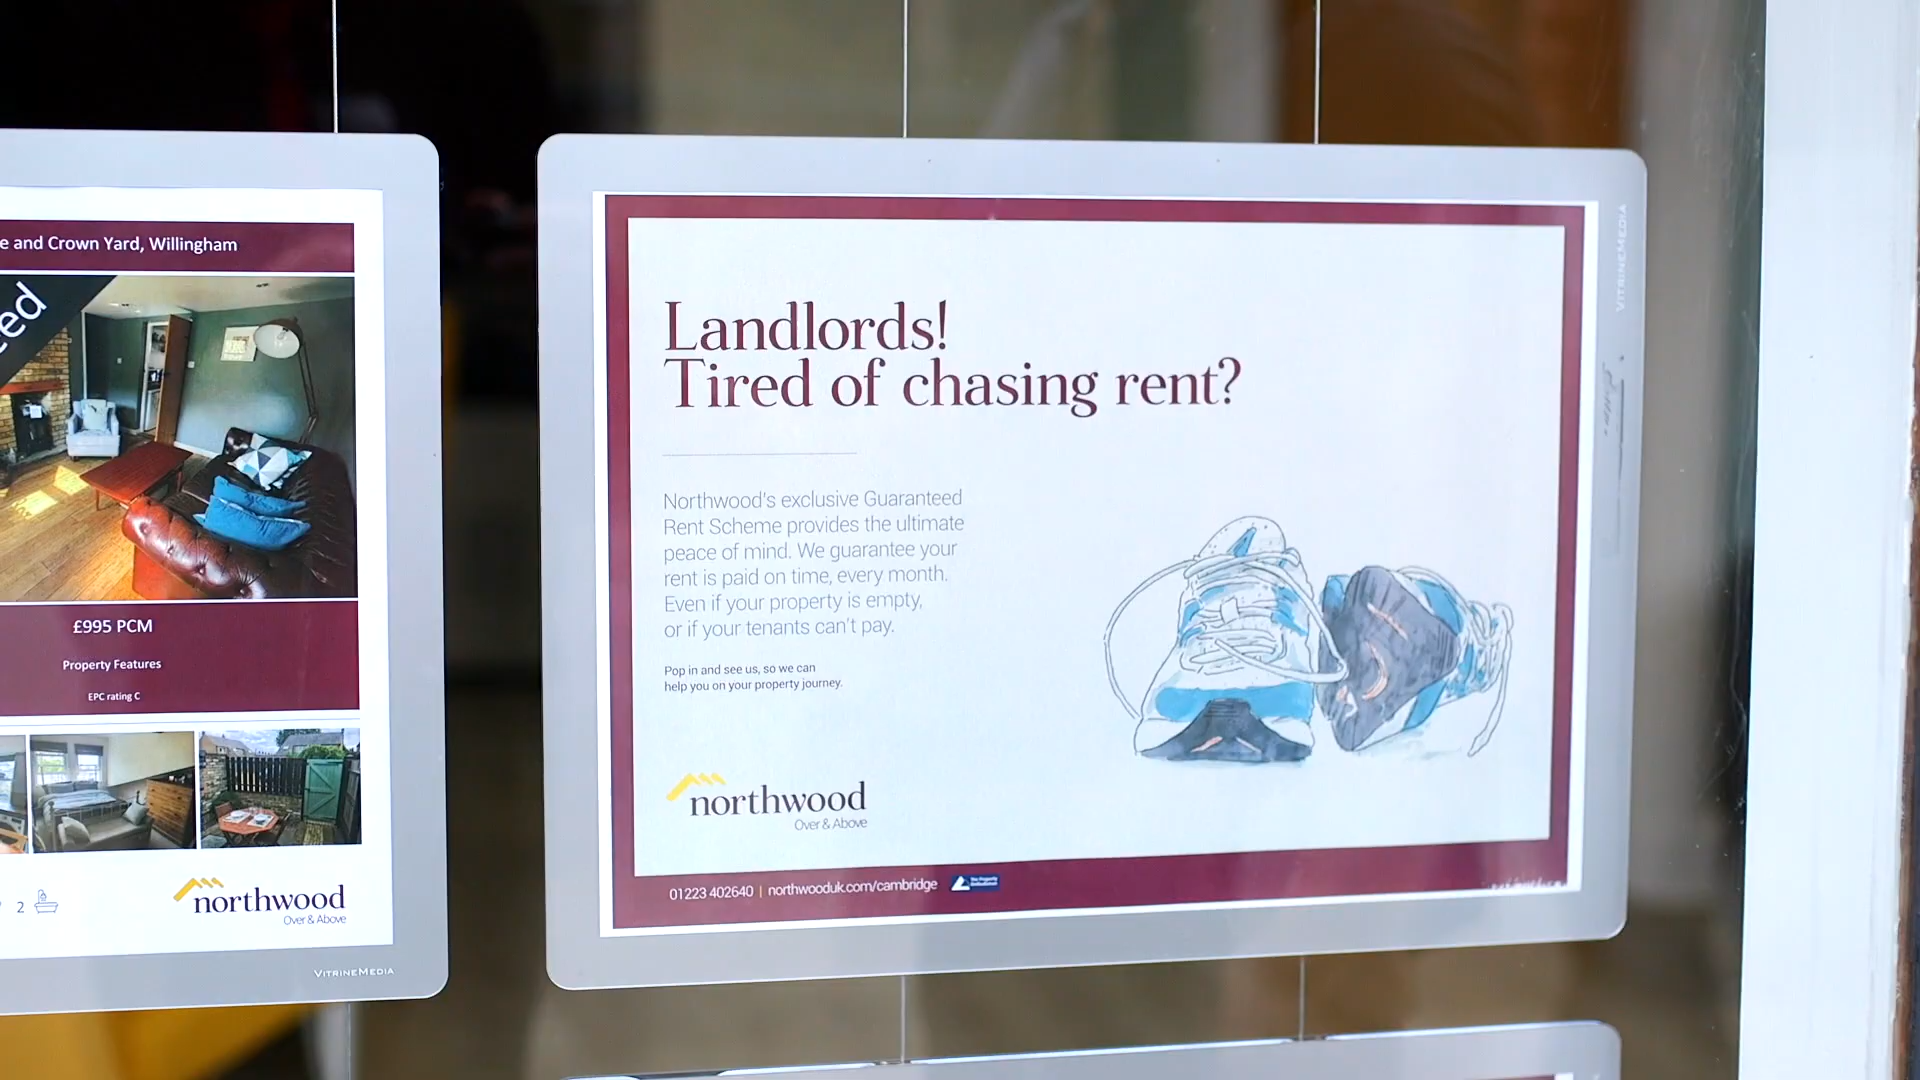 e and Crown Yard, Willingham
ed
£995 PCM
Property Features
EPC rating C
2
northwood
Over & Above
VITRINEMEDIA
Landlords!
Tired of chasing rent?
Northwood's exclusive Guaranteed
Rent Scheme provides the ultimate
peace of mind. We guarantee your
rent is paid on time, every month.
Even if your property is empty,
or if your tenants can't pay.
Pop in and see us, so we can
help you on your property journey.
northwood
Over & Above
01223 402640 | northwooduk.com/cambridge
The Property
Ombudsman
VITRINEMEDIA